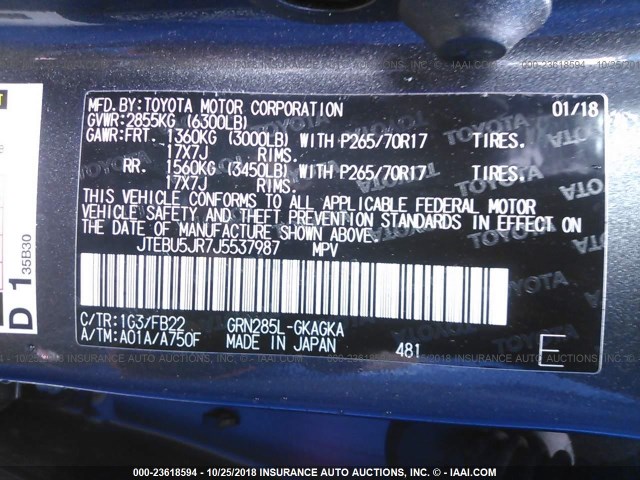 MFD.BY:TOYOTA MOTOR CORPORATION 01/18
GVWR:2855KG (6300LB)
GAWR:FRT. 1360KG (3000LB) WITH P265/70R17 TIRES.
17X7J RIMS.
RR. 1560KG (3450LB) WITH P265/70R17 TIRES.
17X7J RIMS.
THIS VEHICLE CONFORMS TO ALL APPLICABLE FEDERAL MOTOR
VEHICLE SAFETY AND THEFT PREVENTION STANDARDS IN EFFECT ON
THE DATE OF MANUFACTURE SHOWN ABOVE.
JTEBU5JR7J5537987 MPV
C/TR:1G3/FB22 GRN285L-GKAGKA
A/TM:A01A/A750F MADE IN JAPAN 481 E
D1
35B30
000-23618594 - 10/25/2018 INSURANCE AUTO AUCTIONS, INC. - © - IAAI.COM